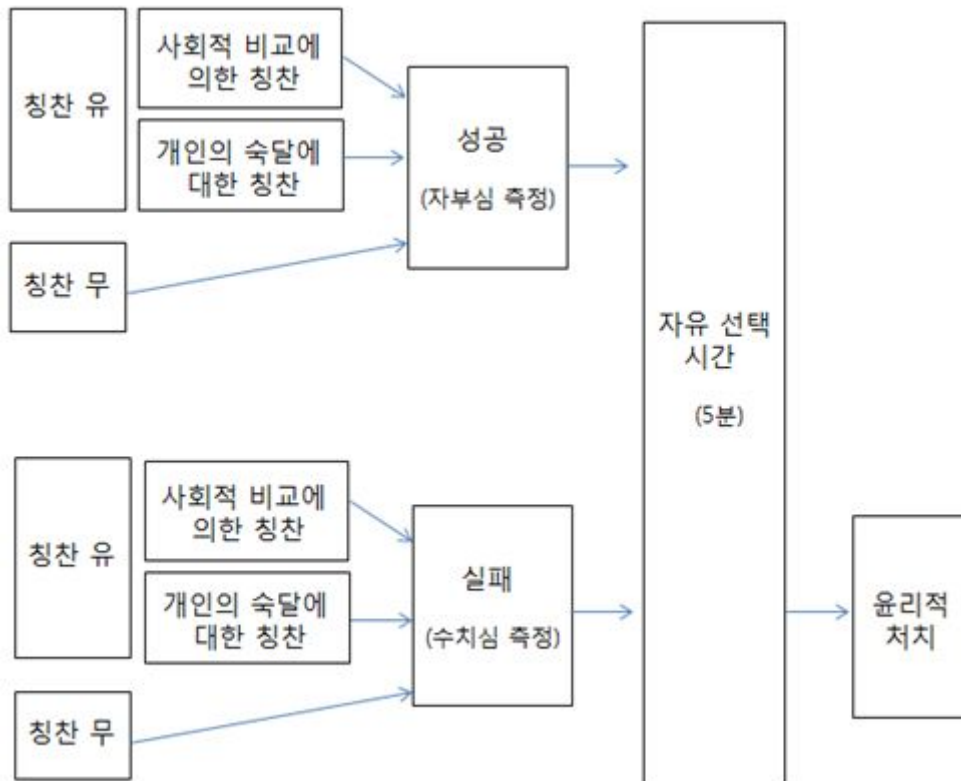 칭찬 유
사회적 비교에
의한 칭찬
개인의 숙달에
대한 칭찬
칭찬 무
성공
(자부심 측정)
칭찬 유
사회적 비교에
의한 칭찬
개인의 숙달에
대한 칭찬
칭찬 무
실패
(수치심 측정)
자유 선택
시간
(5분)
윤리적
처치